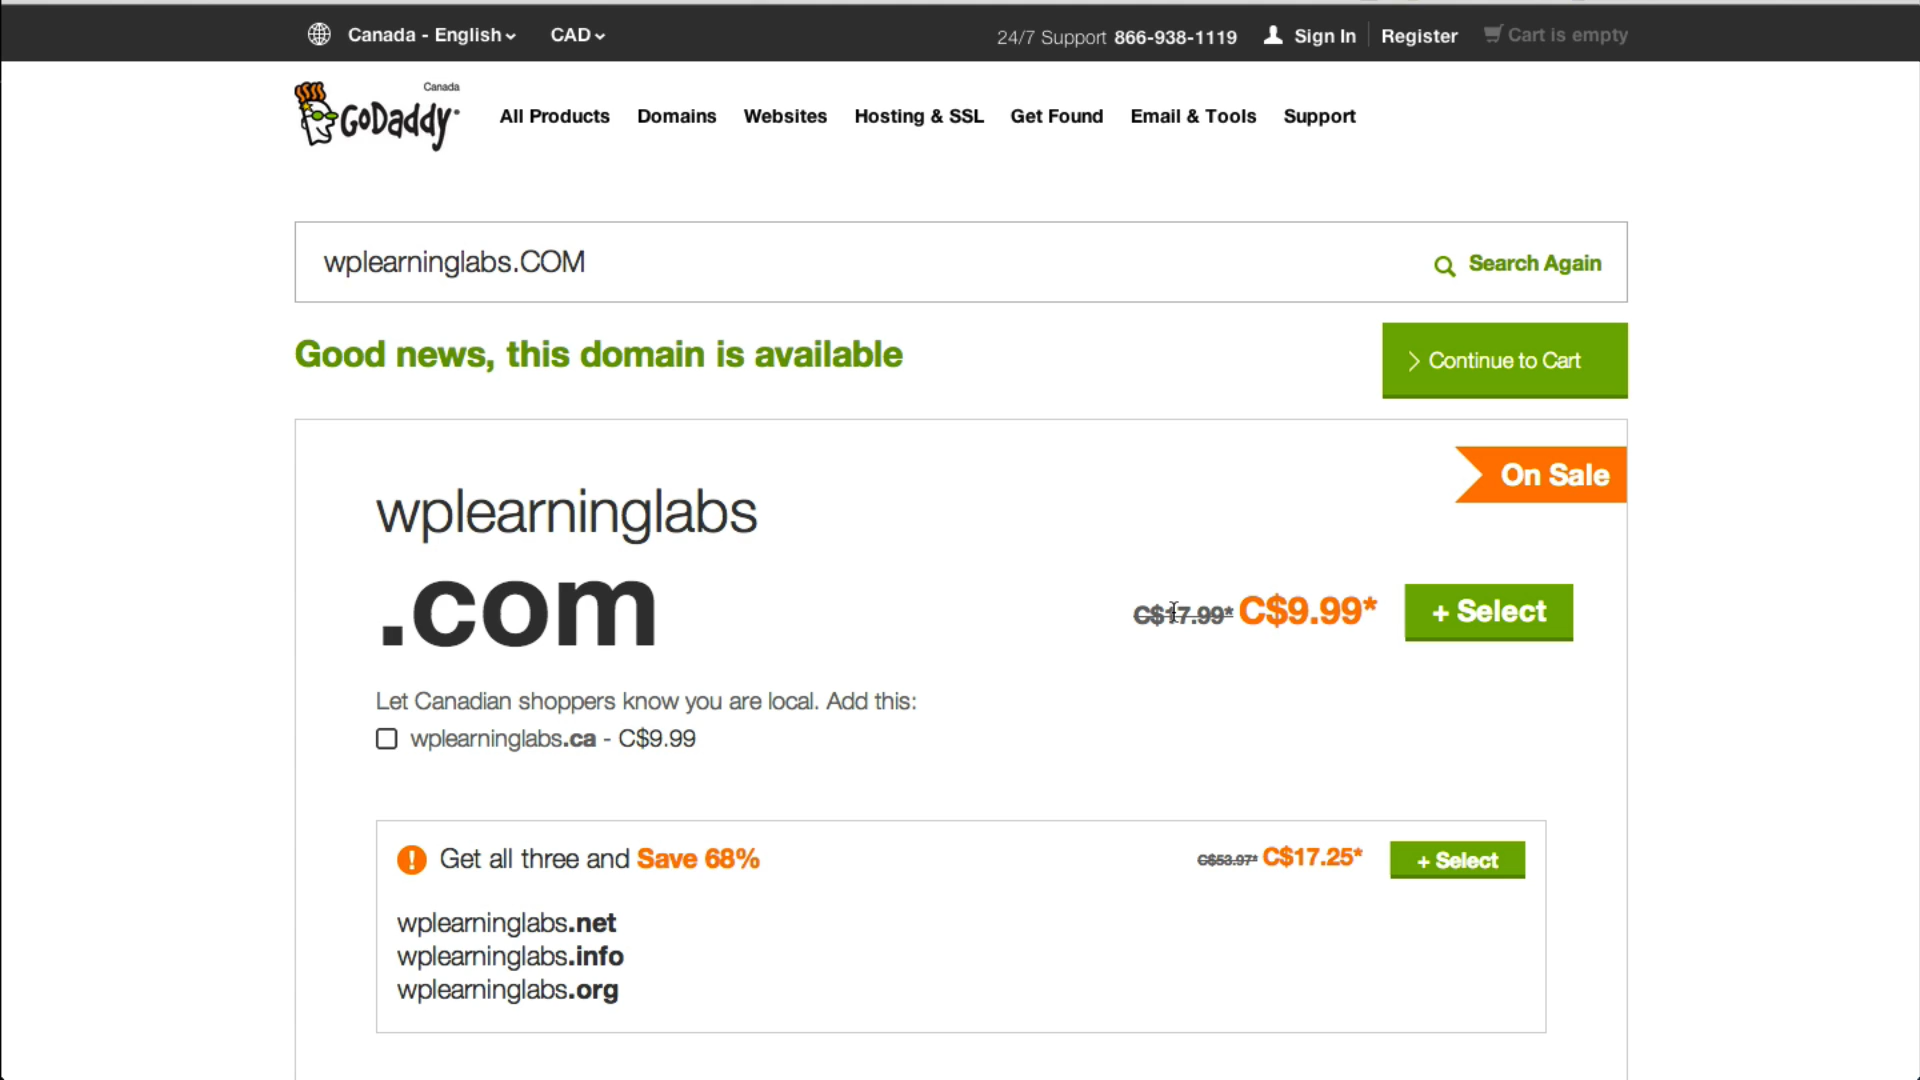 Canada - English CAD 24/7 Support 866-938-1119 Sign In Register Cart is empty
Canada
GoDaddy All Products Domains Websites Hosting & SSL Get Found Email & Tools Support
wplearninglabs.COM Search Again
Good news, this domain is available Continue to Cart
On Sale
wplearninglabs
.com C$17.99* C$9.99* + Select
Let Canadian shoppers know you are local. Add this:
wplearninglabs.ca - C$9.99
! Get all three and Save 68% C$53.97* C$17.25* + Select
wplearninglabs.net
wplearninglabs.info
wplearninglabs.org